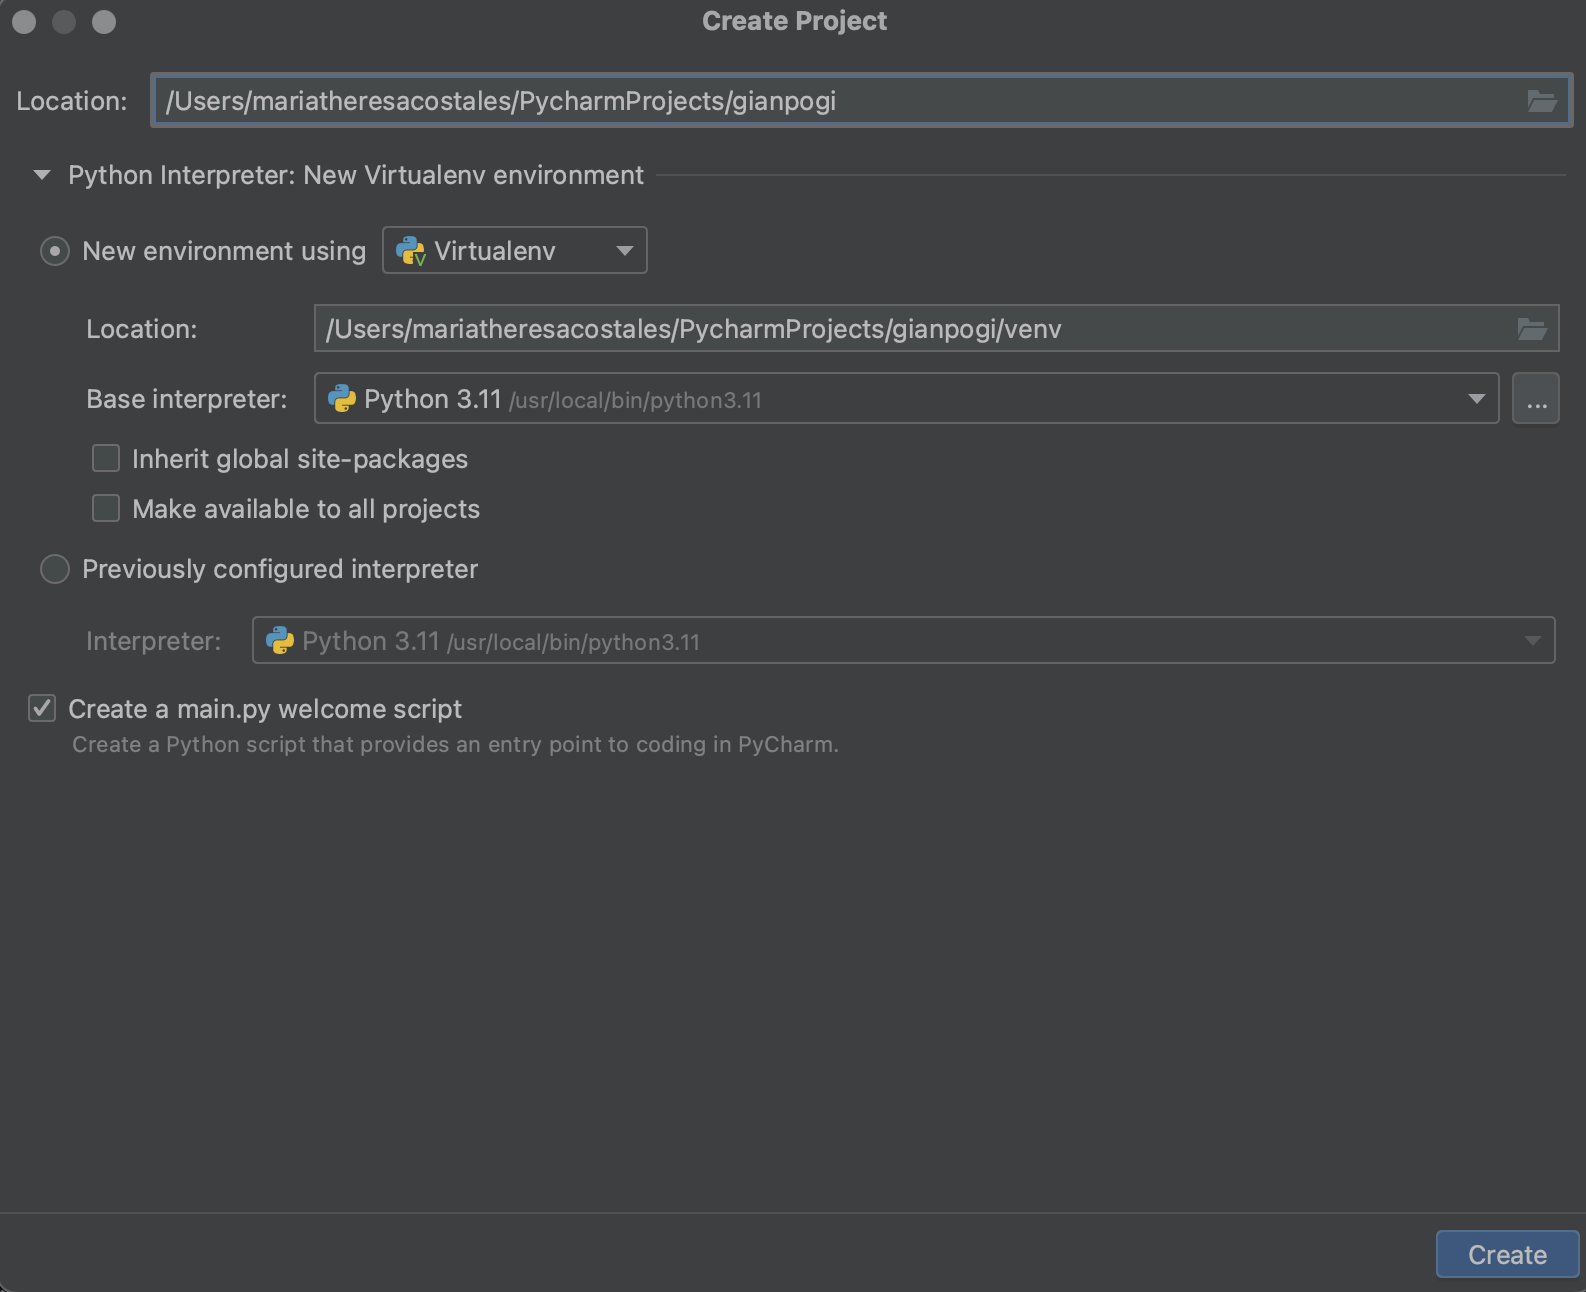 Create Project
Location: /Users/mariatheresacostales/PycharmProjects/gianpogi
Python Interpreter: New Virtualenv environment
New environment using Virtualenv
Location: /Users/mariatheresacostales/PycharmProjects/gianpogi/venv
Base interpreter: Python 3.11 /usr/local/bin/python3.11 ...
Inherit global site-packages
Make available to all projects
Previously configured interpreter
Interpreter: Python 3.11 /usr/local/bin/python3.11
Create a main.py welcome script
Create a Python script that provides an entry point to coding in PyCharm.
Create